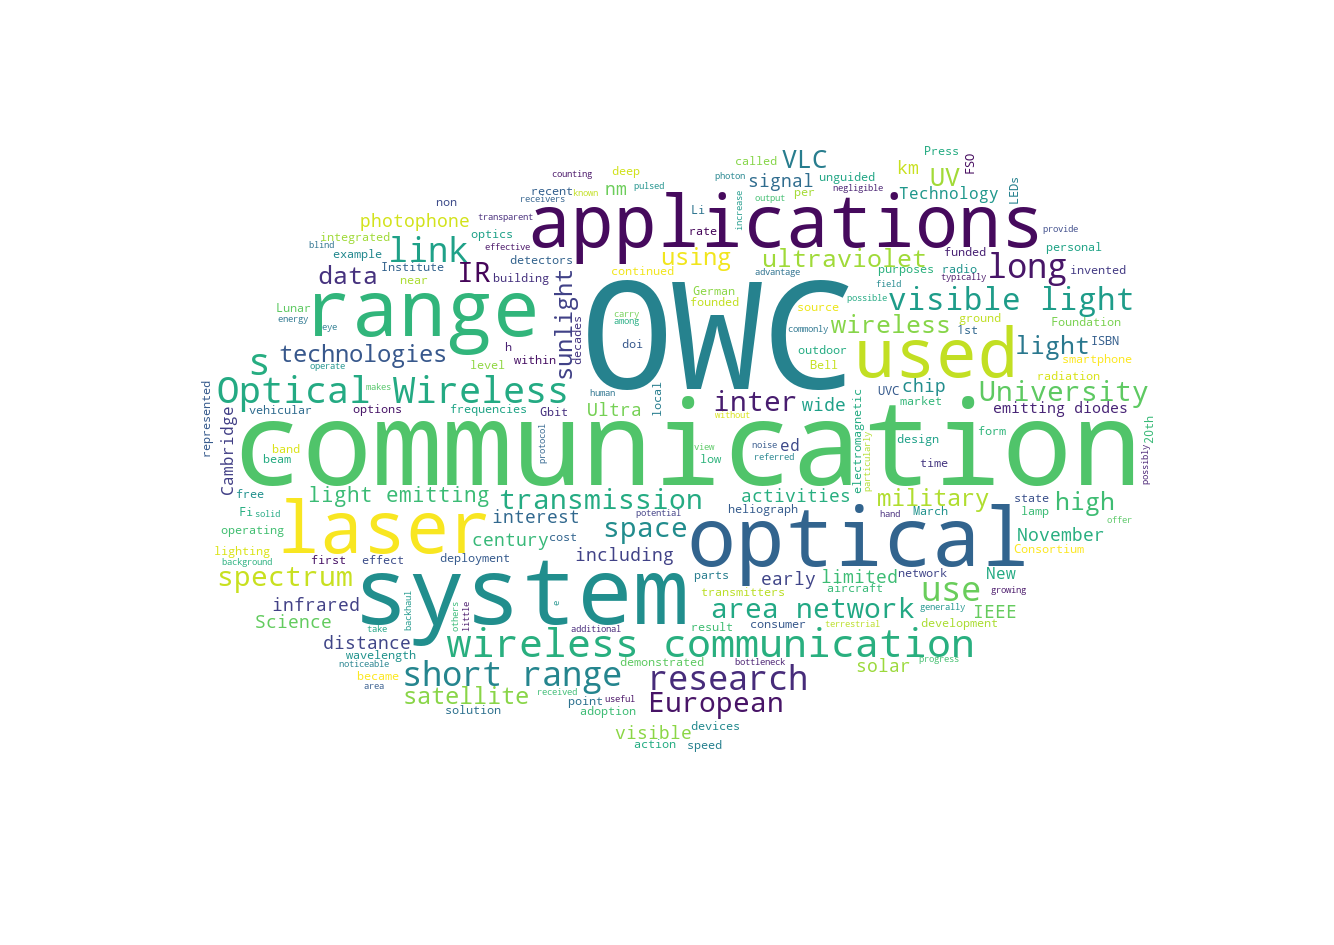 Press
called
VLC
FSO
km
UV
deep
counting
photon
signal
unguided
negligible
LEDs
recent
known
nm
pulsed
Technology
receivers
increase
output
per
non
Li
photophone
transparent
applications
provide
integrated
optics
rate
blind
link
effective
using
ultraviolet
funded
personal
example
detectors
Institute
IR
building
continued
advantage
purposes
radio
long
invented
data
near
typically
sunlight
German
field
Lunar
range
founded
possible
visible light
energy
OWC
source
carry
among
wireless
ground
Foundation
eye
commonly
used
1st
h
decades
doi
outdoor
light
ISBN
s
technologies
within
smartphone
operate
level
Bell
radiation
Optical Wireless
makes
human
UVC
chip
University
represented
local
inter
wide
market
vehicular
options
frequencies
Gbit
Ultra
without
emitting diodes
Cambridge
communication
electromagnetic
20th
band
protocol
view
noise
ed
particularly
design
form
beam
low
referred
time
possibly
free
light emitting
transmission
activities
military
state
high
Fi
solid
interest
space
potential
heliograph
hand
March
lamp
offer
operating
laser
century
cost
optical
November
lighting
including
Consortium
background
first
effect
deployment
spectrum
system
parts
early
limited
network
New
transmitters
aircraft
growing
infrared
backhaul
others
little
e
area network
use
generally
IEEE
Science
take
additional
result
consumer
terrestrial
development
distance
wireless communication
wavelength
noticeable
short range
demonstrated
bottleneck
solar
progress
became
area
satellite
received
research
useful
point
European
solution
adoption
visible
devices
action
speed